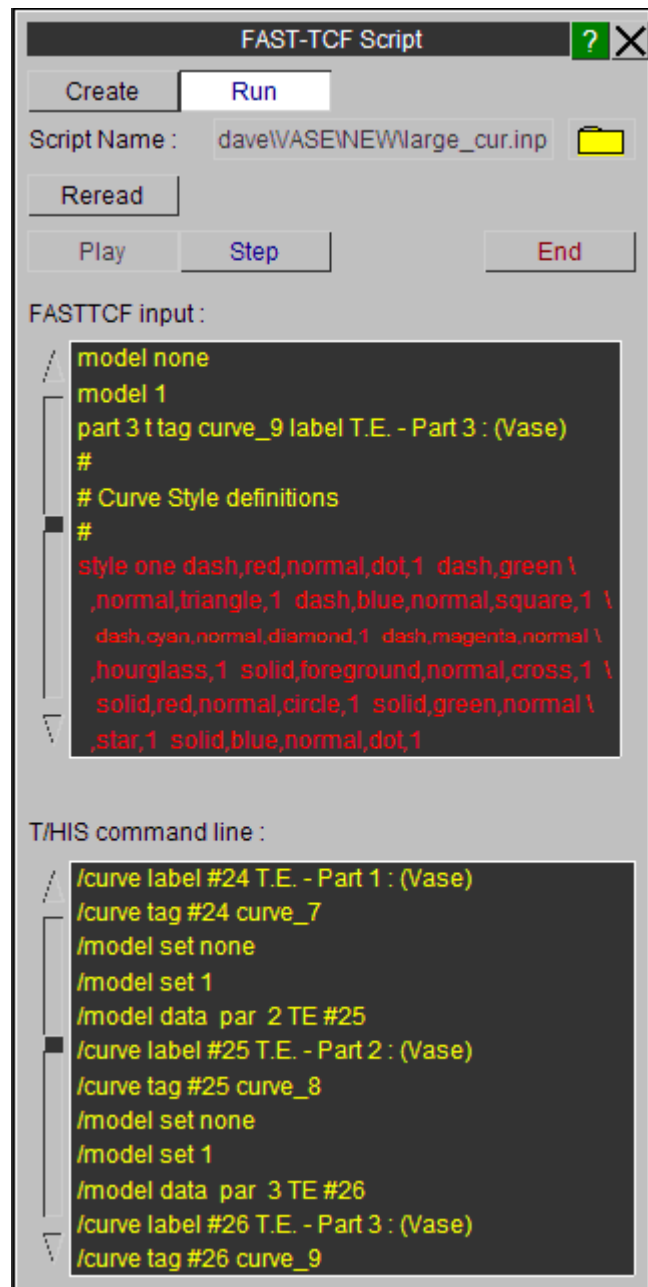 FAST-TCF Script ? X
Create Run
Script Name : dave\VASE\NEW\large_cur.inp
Reread
Play Step End
FASTTCF input :
model none
model 1
part 3 t tag curve_9 label T.E. - Part 3 : (Vase)
#
# Curve Style definitions
#
style one dash,red,normal,dot,1 dash,green \
,normal,triangle,1 dash,blue,normal,square,1 \
dash,cyan,normal,diamond,1 dash,magenta,normal \
,hourglass,1 solid,foreground,normal,cross,1 \
solid,red,normal,circle,1 solid,green,normal \
,star,1 solid,blue,normal,dot,1
T/HIS command line :
/curve label #24 T.E. - Part 1 : (Vase)
/curve tag #24 curve_7
/model set none
/model set 1
/model data par 2 TE #25
/curve label #25 T.E. - Part 2 : (Vase)
/curve tag #25 curve_8
/model set none
/model set 1
/model data par 3 TE #26
/curve label #26 T.E. - Part 3 : (Vase)
/curve tag #26 curve_9